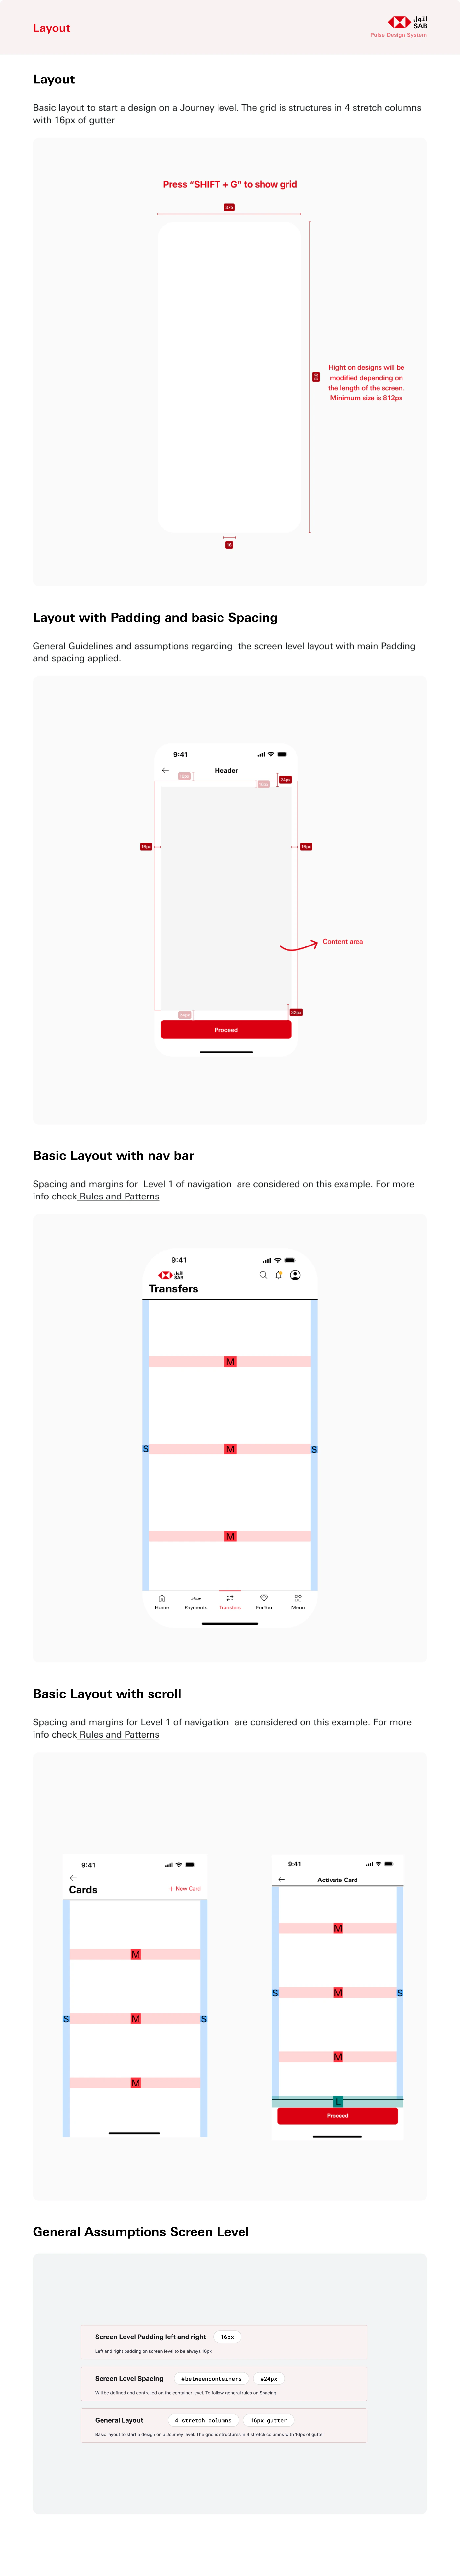 Layout
الأول
SAB
Pulse Design System
Layout
Basic layout to start a design on a Journey level. The grid is structures in 4 stretch columns
with 16px of gutter
Press “SHIFT + G” to show grid
375
Hight on designs will be
modified depending on
the length of the screen.
Minimum size is 812px
16
Layout with Padding and basic Spacing
General Guidelines and assumptions regarding the screen level layout with main Padding
and spacing applied.
9:41
Header
24px
16px
16px
Content area
32px
Proceed
Basic Layout with nav bar
Spacing and margins for Level 1 of navigation are considered on this example. For more
info check Rules and Patterns
9:41
الأول
SAB
Transfers
M
S
M
S
M
Home
Payments
Transfers
ForYou
Menu
Basic Layout with scroll
Spacing and margins for Level 1 of navigation are considered on this example. For more
info check Rules and Patterns
9:41
Cards
+ New Card
M
S
M
S
M
9:41
Activate Card
M
S
M
S
M
L
Proceed
General Assumptions Screen Level
Screen Level Padding left and right 16px
Left and right padding on screen level to be always 16px
Screen Level Spacing #betweenconteiners #24px
Will be defined and controlled on the container level. To follow general rules on Spacing
General Layout 4 stretch columns 16px gutter
Basic layout to start a design on a Journey level. The grid is structures in 4 stretch columns with 16px of gutter